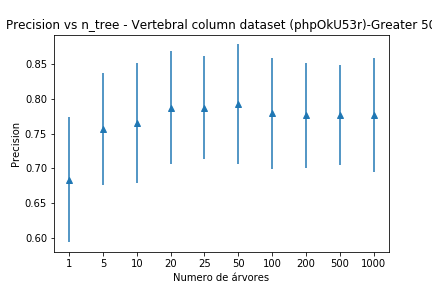 Precision vs n_tree - Vertebral column dataset (phpOkU53r)-Greater 50
0.85
0.80
0.75
0.70
0.65
0.60
Precision
1 5 10 20 25 50 100 200 500 1000
Numero de árvores